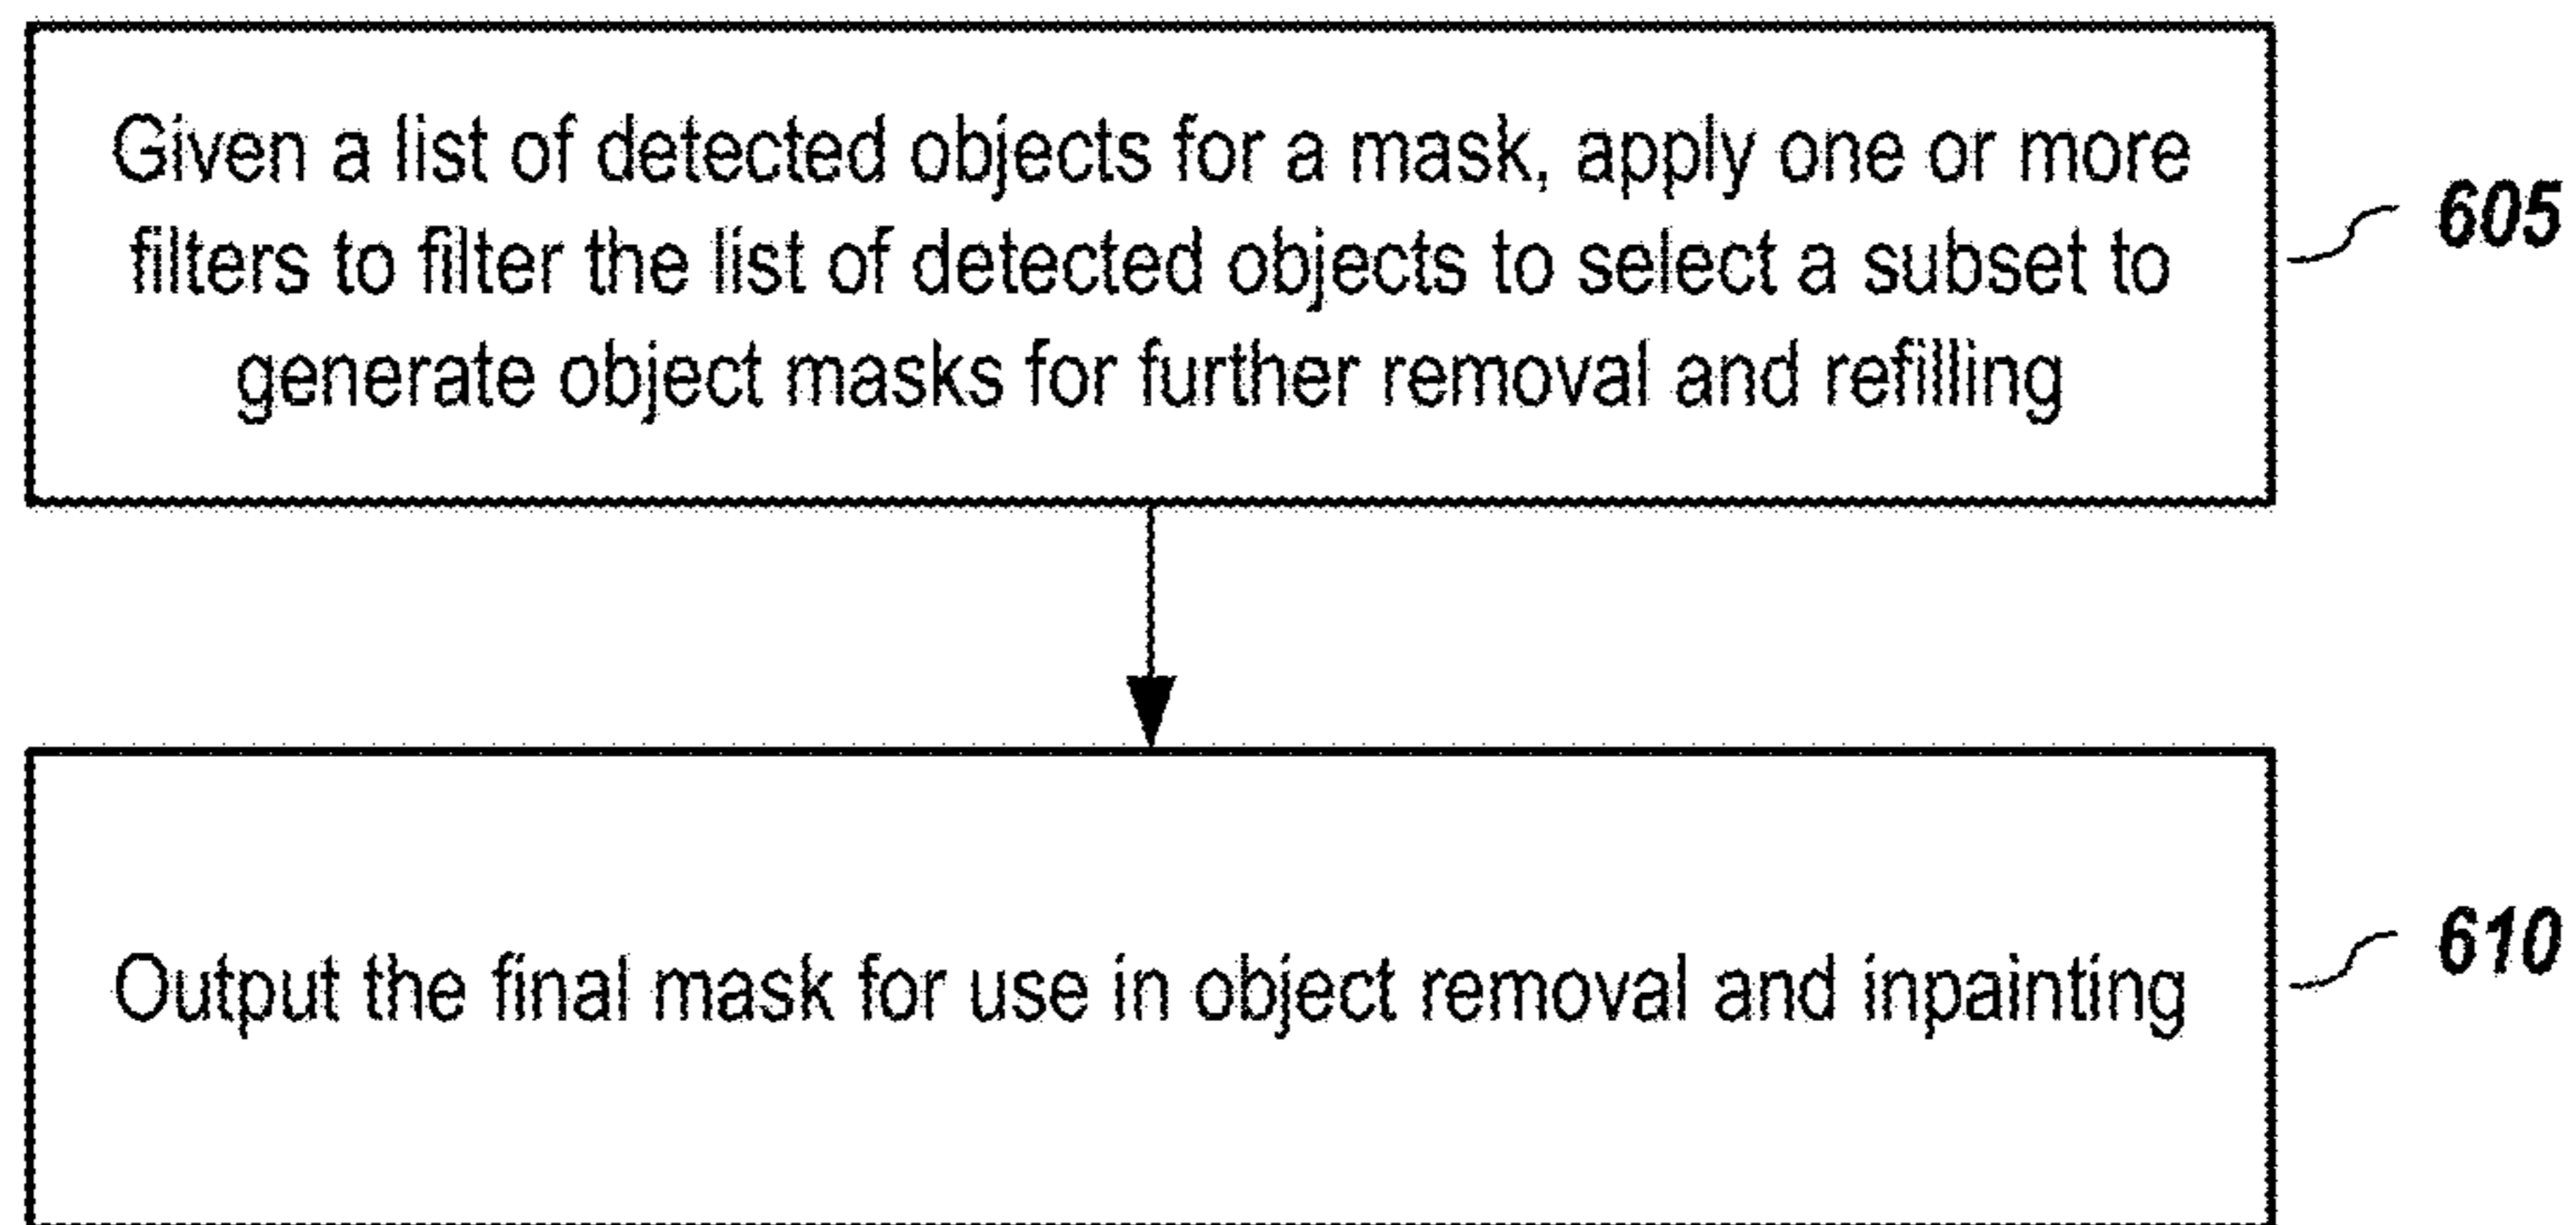 Given a list of detected objects for a mask, apply one or more
filters to filter the list of detected objects to select a subset to
generate object masks for further removal and refilling
605
Output the final mask for use in object removal and inpainting
610